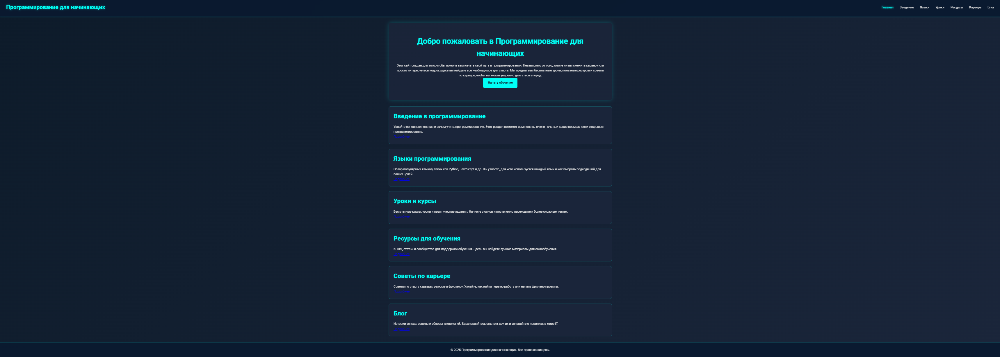 Программирование для начинающих
Главная Введение Языки Уроки Ресурсы Карьера Блог
Добро пожаловать в Программирование для
начинающих
Этот сайт создан для того, чтобы помочь вам начать свой путь в программировании. Независимо от того, хотите ли вы сменить карьеру или
просто интересуетесь кодом, здесь вы найдете все необходимое для старта. Мы предлагаем бесплатные уроки, полезные ресурсы и советы
по карьере, чтобы вы могли уверенно двигаться вперед.
Начать обучение
Введение в программирование
Узнайте основные понятия и зачем учить программирование. Этот раздел поможет вам понять, с чего начать и какие возможности открывает
программирование.
Языки программирования
Обзор популярных языков, таких как Python, JavaScript и др. Вы узнаете, для чего используется каждый язык и как выбрать подходящий для
ваших целей.
Уроки и курсы
Бесплатные курсы, уроки и практические задания. Начните с основ и постепенно переходите к более сложным темам.
Ресурсы для обучения
Книги, статьи и сообщества для поддержки обучения. Здесь вы найдете лучшие материалы для самообучения.
Советы по карьере
Советы по старту карьеры, резюме и фрилансу. Узнайте, как найти первую работу или начать фриланс-проекты.
Блог
Истории успеха, советы и обзоры технологий. Вдохновляйтесь опытом других и узнавайте о новинках в мире IT.
© 2025 Программирование для начинающих. Все права защищены.